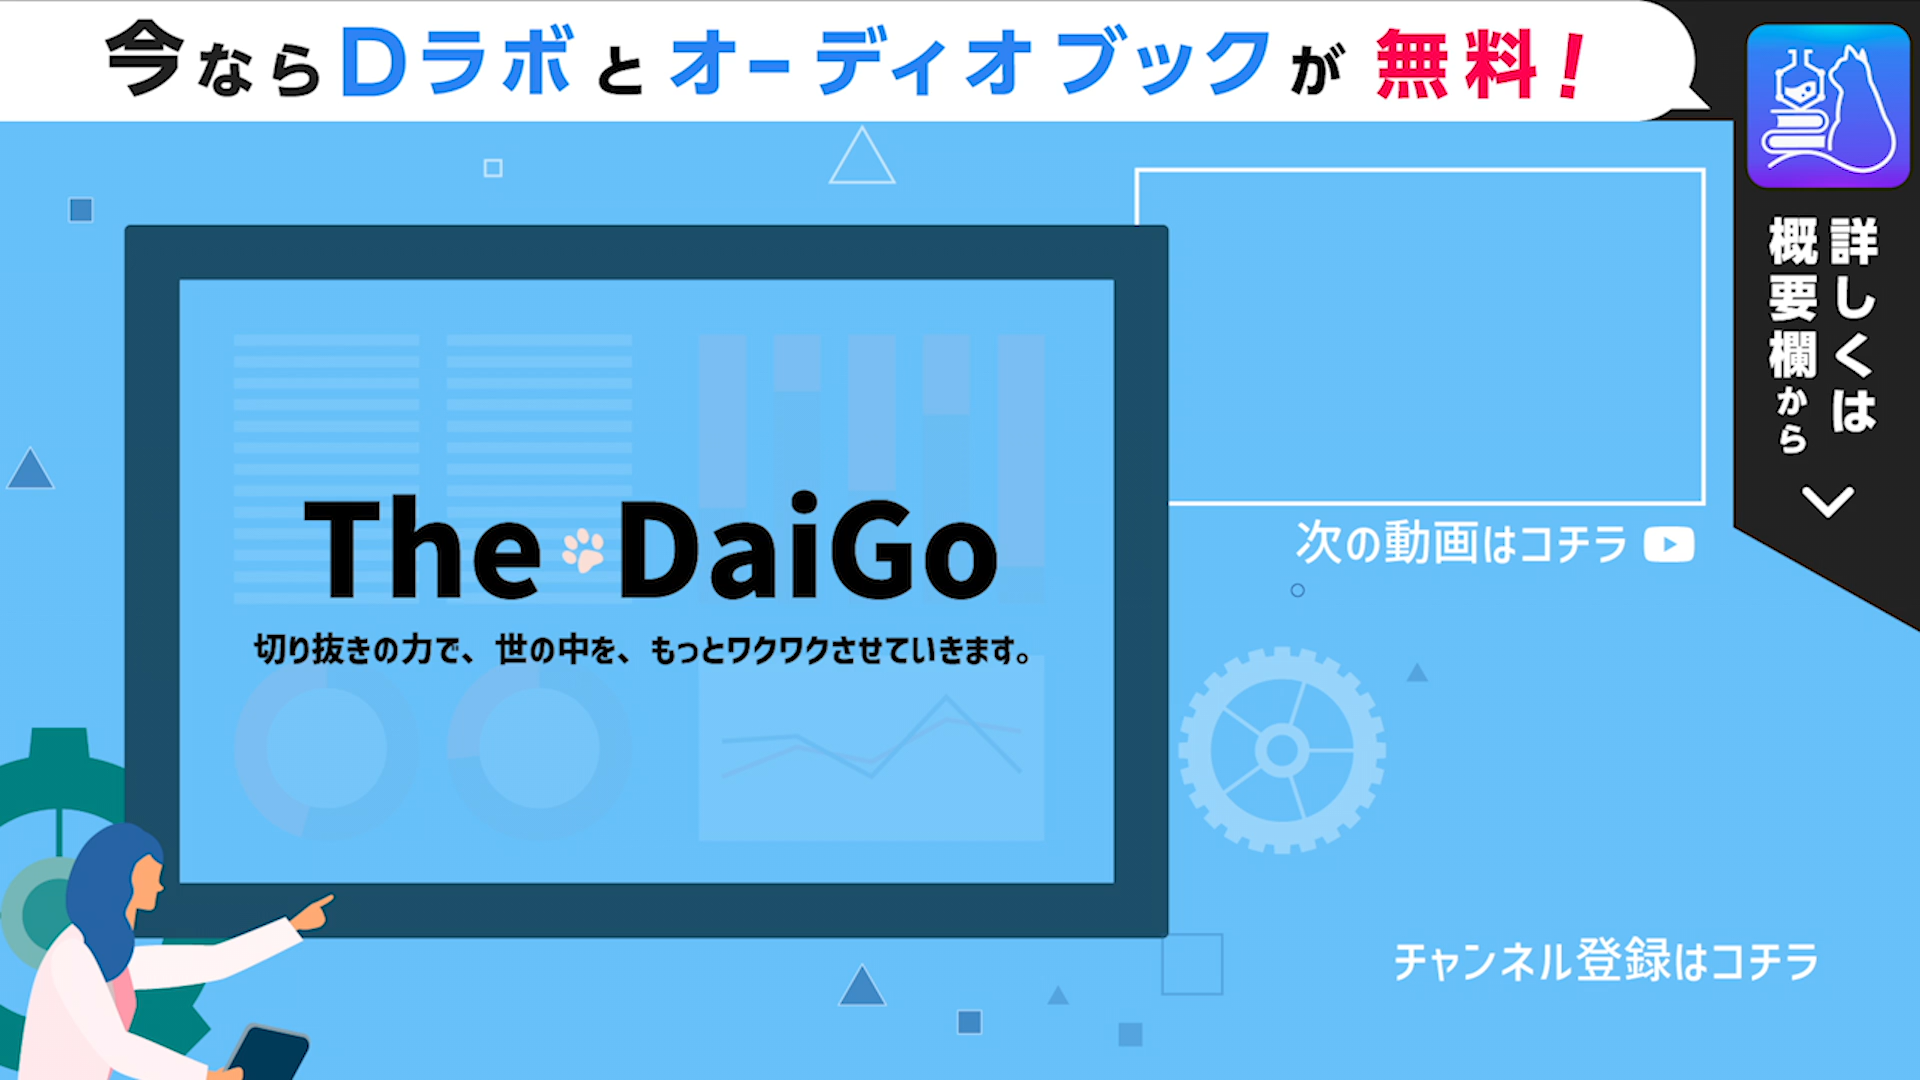 今ならDラボとオーディオブックが無料!
詳しくは
概要欄から
The DaiGo
切り抜きの力で、世の中を、もっとワクワクさせていきます。
次の動画はコチラ
チャンネル登録はコチラ